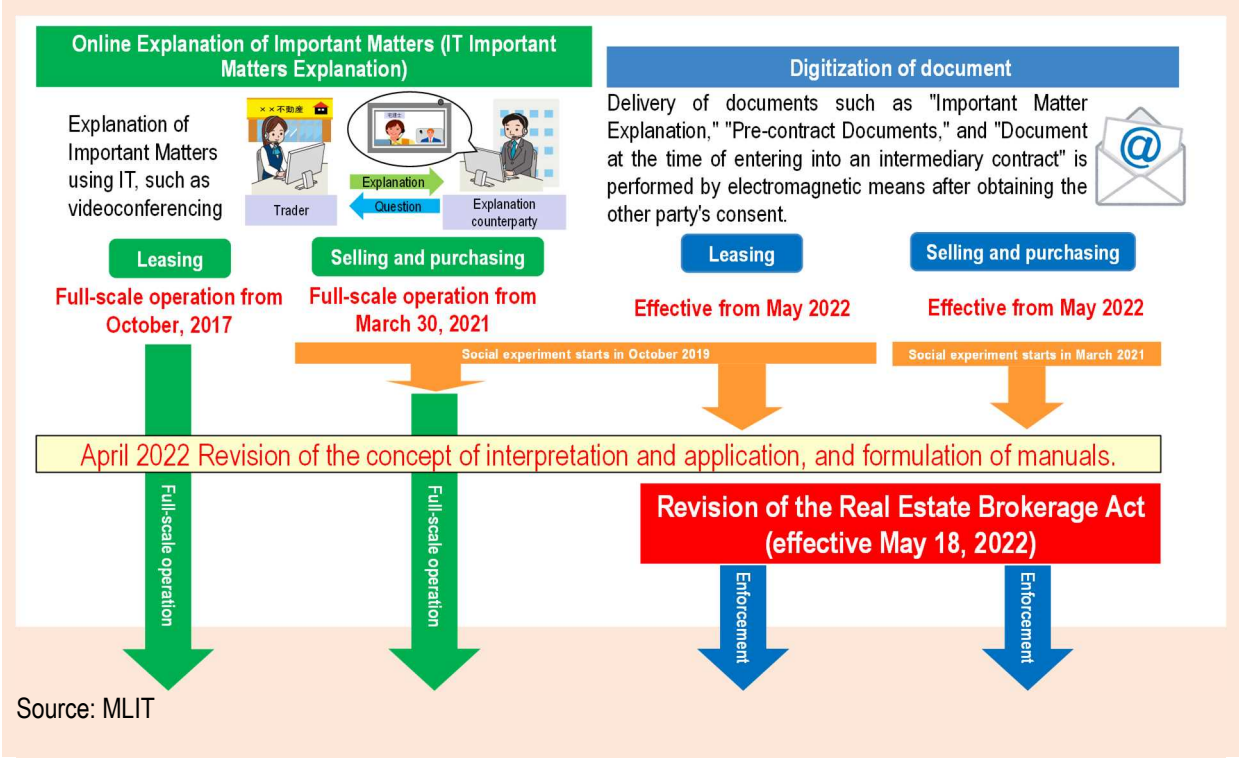 Online Explanation of Important Matters (IT Important
Matters Explanation)
Explanation of
Important Matters
using IT, such as
videoconferencing
××不動産
Explanation
Question
Trader
Explanation
counterparty
Leasing
Full-scale operation from
October, 2017
Selling and purchasing
Full-scale operation from
March 30, 2021
Digitization of document
Delivery of documents such as "Important Matter
Explanation," "Pre-contract Documents," and "Document
at the time of entering into an intermediary contract" is
performed by electromagnetic means after obtaining the
other party's consent.
@
Leasing
Effective from May 2022
Selling and purchasing
Effective from May 2022
Social experiment starts in October 2019
Social experiment starts in March 2021
April 2022 Revision of the concept of interpretation and application, and formulation of manuals.
Full-scale operation
Full-scale operation
Revision of the Real Estate Brokerage Act
(effective May 18, 2022)
Enforcement
Enforcement
Source: MLIT